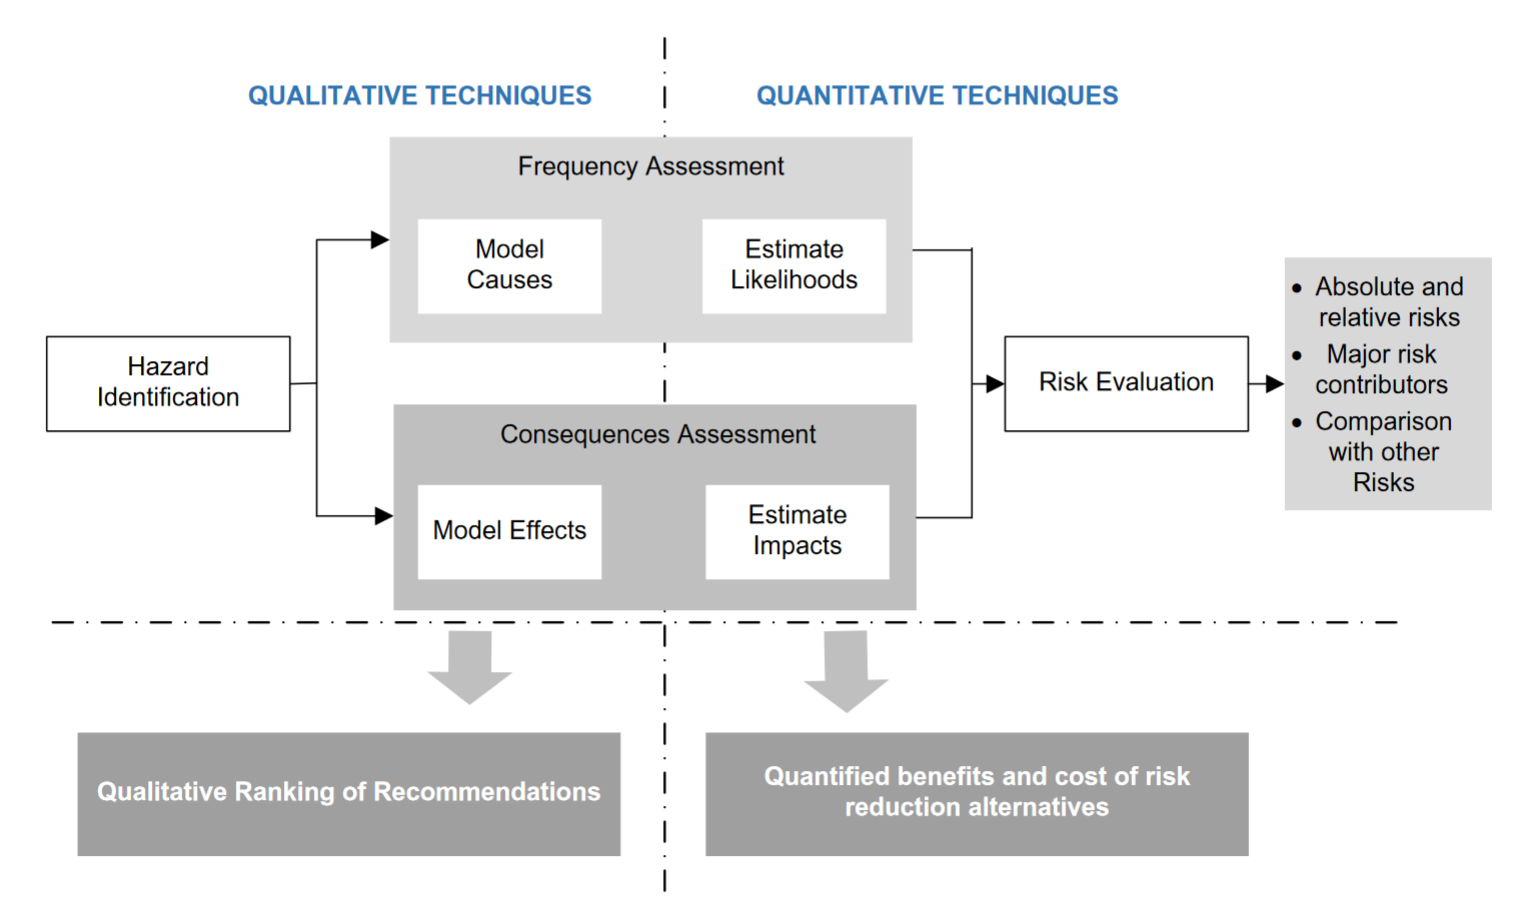 QUALITATIVE TECHNIQUES
QUANTITATIVE TECHNIQUES
Frequency Assessment
Model
Causes
Estimate
Likelihoods
Hazard
Identification
Consequences Assessment
Model Effects
Estimate
Impacts
Risk Evaluation
• Absolute and
relative risks
• Major risk
contributors
• Comparison
with other
Risks
Qualitative Ranking of Recommendations
Quantified benefits and cost of risk
reduction alternatives